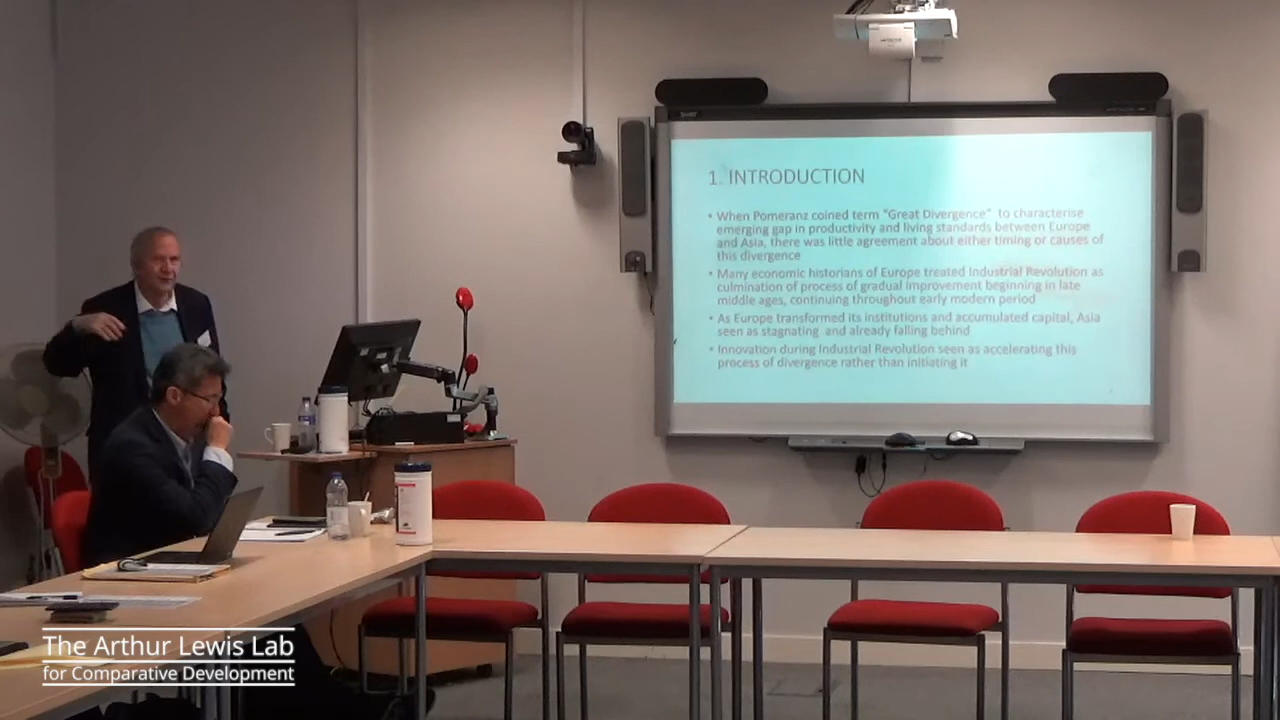 1. INTRODUCTION
• When Pomeranz coined term "Great Divergence" to characterise
emerging gap in productivity and living standards between Europe
and Asia, there was little agreement about either timing or causes of
this divergence
• Many economic historians of Europe treated Industrial Revolution as
culmination of process of gradual improvement beginning in late
middle ages, continuing throughout early modern period
• As Europe transformed its institutions and accumulated capital, Asia
seen as stagnating and already falling behind
• Innovation during Industrial Revolution seen as accelerating this
process of divergence rather than initiating it
The Arthur Lewis Lab
for Comparative Development